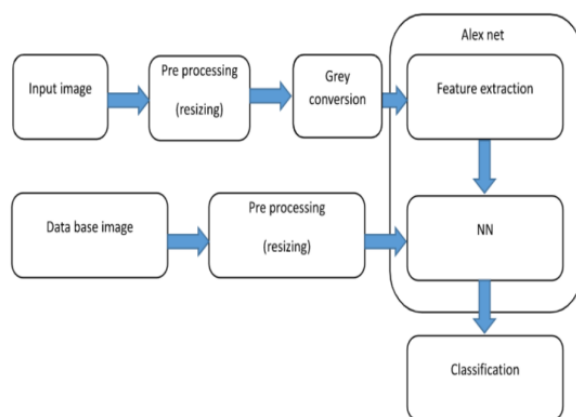 Alex net
Input image
Pre processing
(resizing)
Grey
conversion
Feature extraction
Data base image
Pre processing
(resizing)
NN
Classification